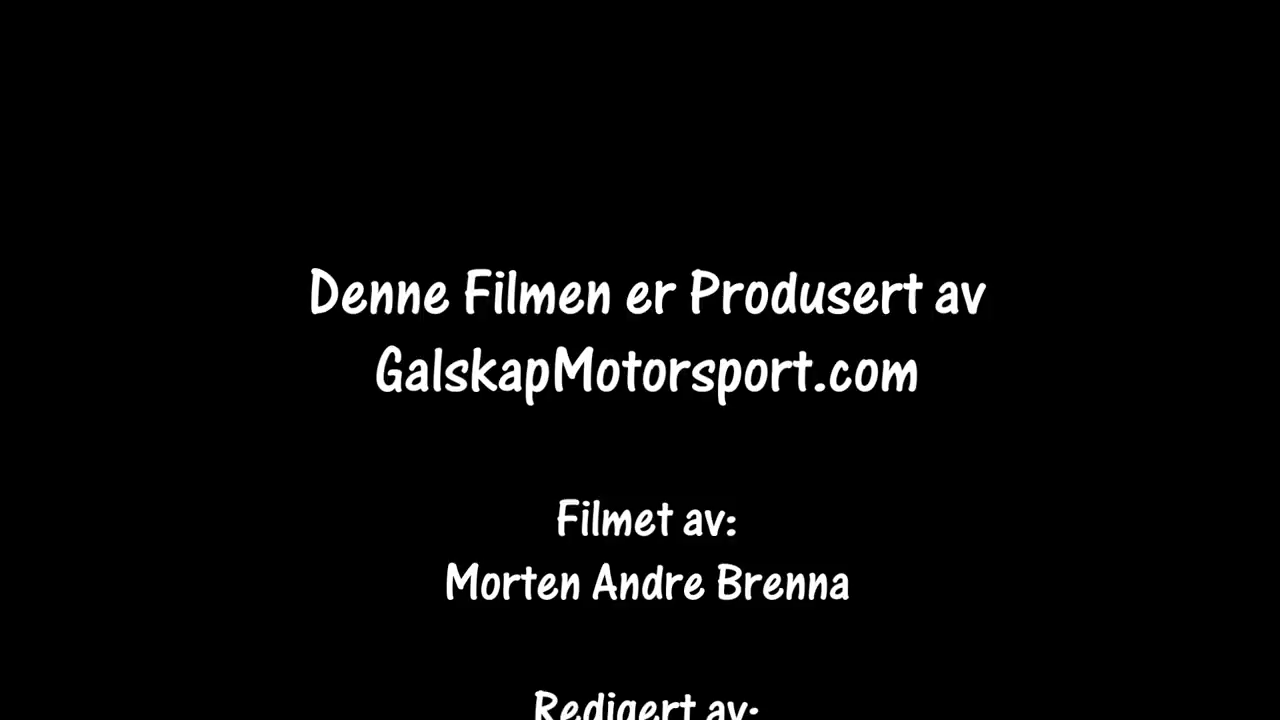 Denne Filmen er Produsert av
GalskapMotorsport.com
Filmet av:
Morten Andre Brenna
Redigert av: